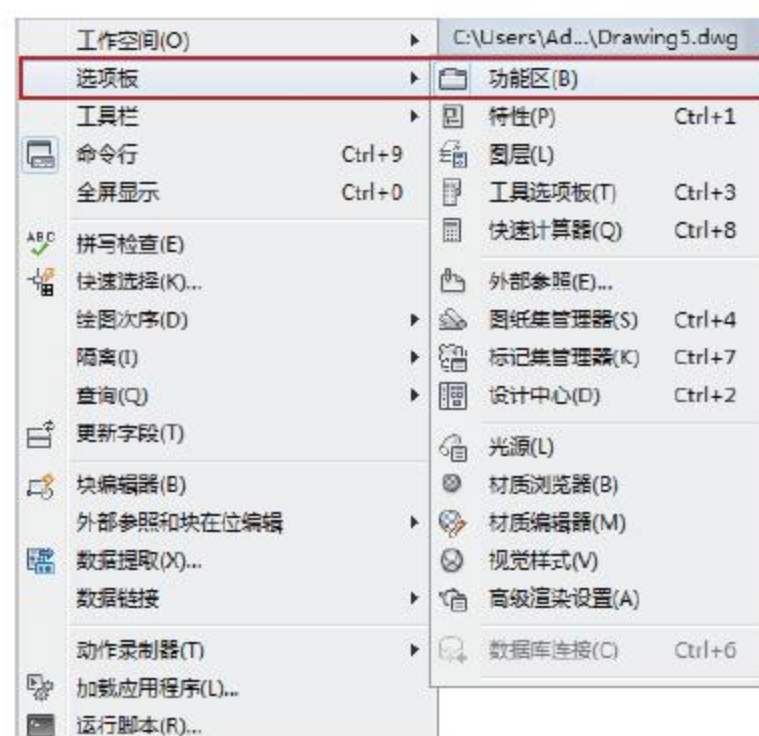 工作空间(O)
选项板
工具栏
命令行 Ctrl+9
全屏显示 Ctrl+0
ABC
拼写检查(E)
快速选择(K)...
绘图次序(D)
隔离(I)
查询(Q)
更新字段(T)
块编辑器(B)
外部参照和块在位编辑
数据提取(X)...
数据链接
动作录制器(T)
加载应用程序(L)...
运行脚本(R)...
C:\Users\Ad...\Drawing5.dwg
功能区(B)
特性(P) Ctrl+1
图层(L)
工具选项板(T) Ctrl+3
快速计算器(Q) Ctrl+8
外部参照(E)...
图纸集管理器(S) Ctrl+4
标记集管理器(K) Ctrl+7
设计中心(D) Ctrl+2
光源(L)
材质浏览器(B)
材质编辑器(M)
视觉样式(V)
高级渲染设置(A)
数据库连接(C) Ctrl+6